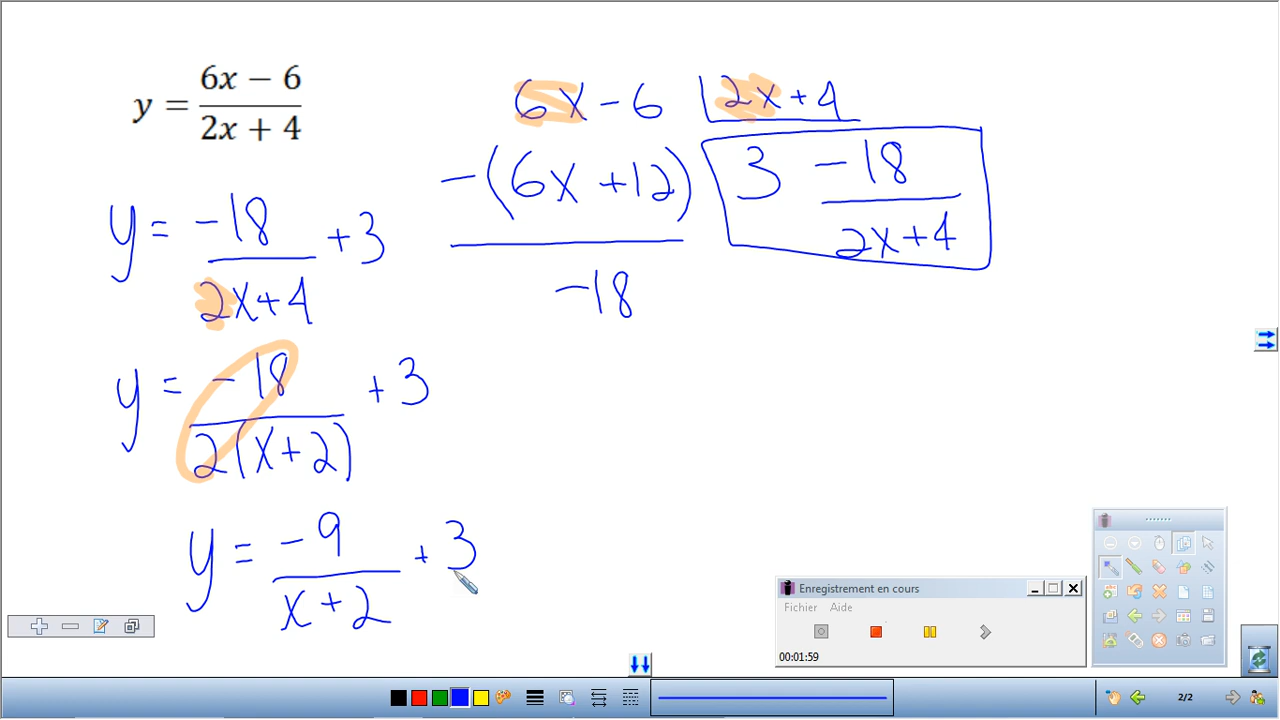 y = (6x − 6)/(2x + 4)
6x − 6 | 2x + 4
−(6x + 12)
3 −18/(2x+4)
−18
y = −18/(2x+4) + 3
y = −18/(2(x+2)) + 3
y = −9/(x+2) + 3
Enregistrement en cours
Fichier Aide
00:01:59
2/2